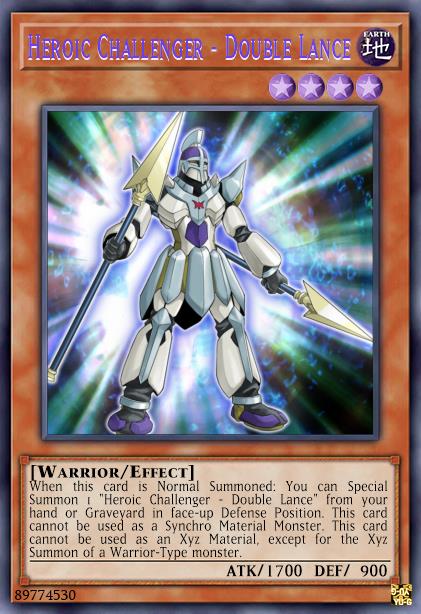 Heroic Challenger - Double Lance
EARTH
地
[Warrior/Effect]
When this card is Normal Summoned: You can Special
Summon 1 "Heroic Challenger - Double Lance" from your
hand or Graveyard in face-up Defense Position. This card
cannot be used as a Synchro Material Monster. This card
cannot be used as an Xyz Material, except for the Xyz
Summon of a Warrior-Type monster.
ATK/1700 DEF/ 900
89774530